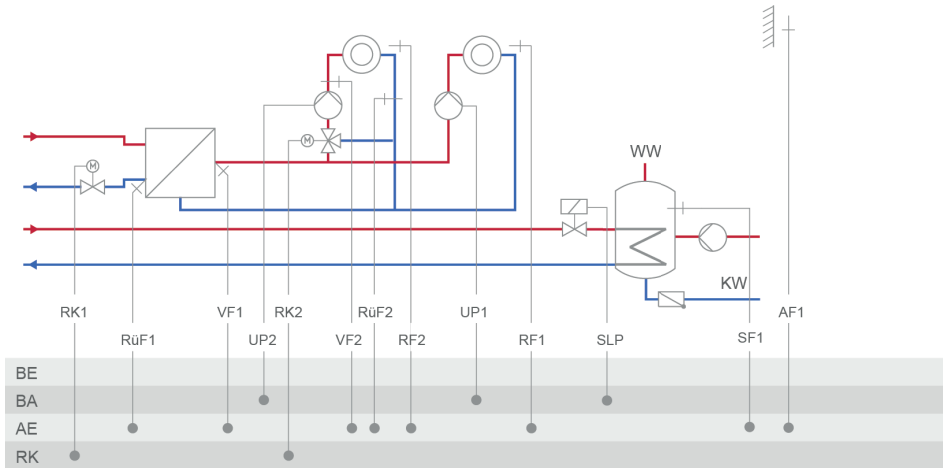 M
WW
M
KW
RK1 VF1 RK2 RüF2 UP1 AF1
RüF1 UP2 VF2 RF2 RF1 SLP SF1
BE
BA
AE
RK